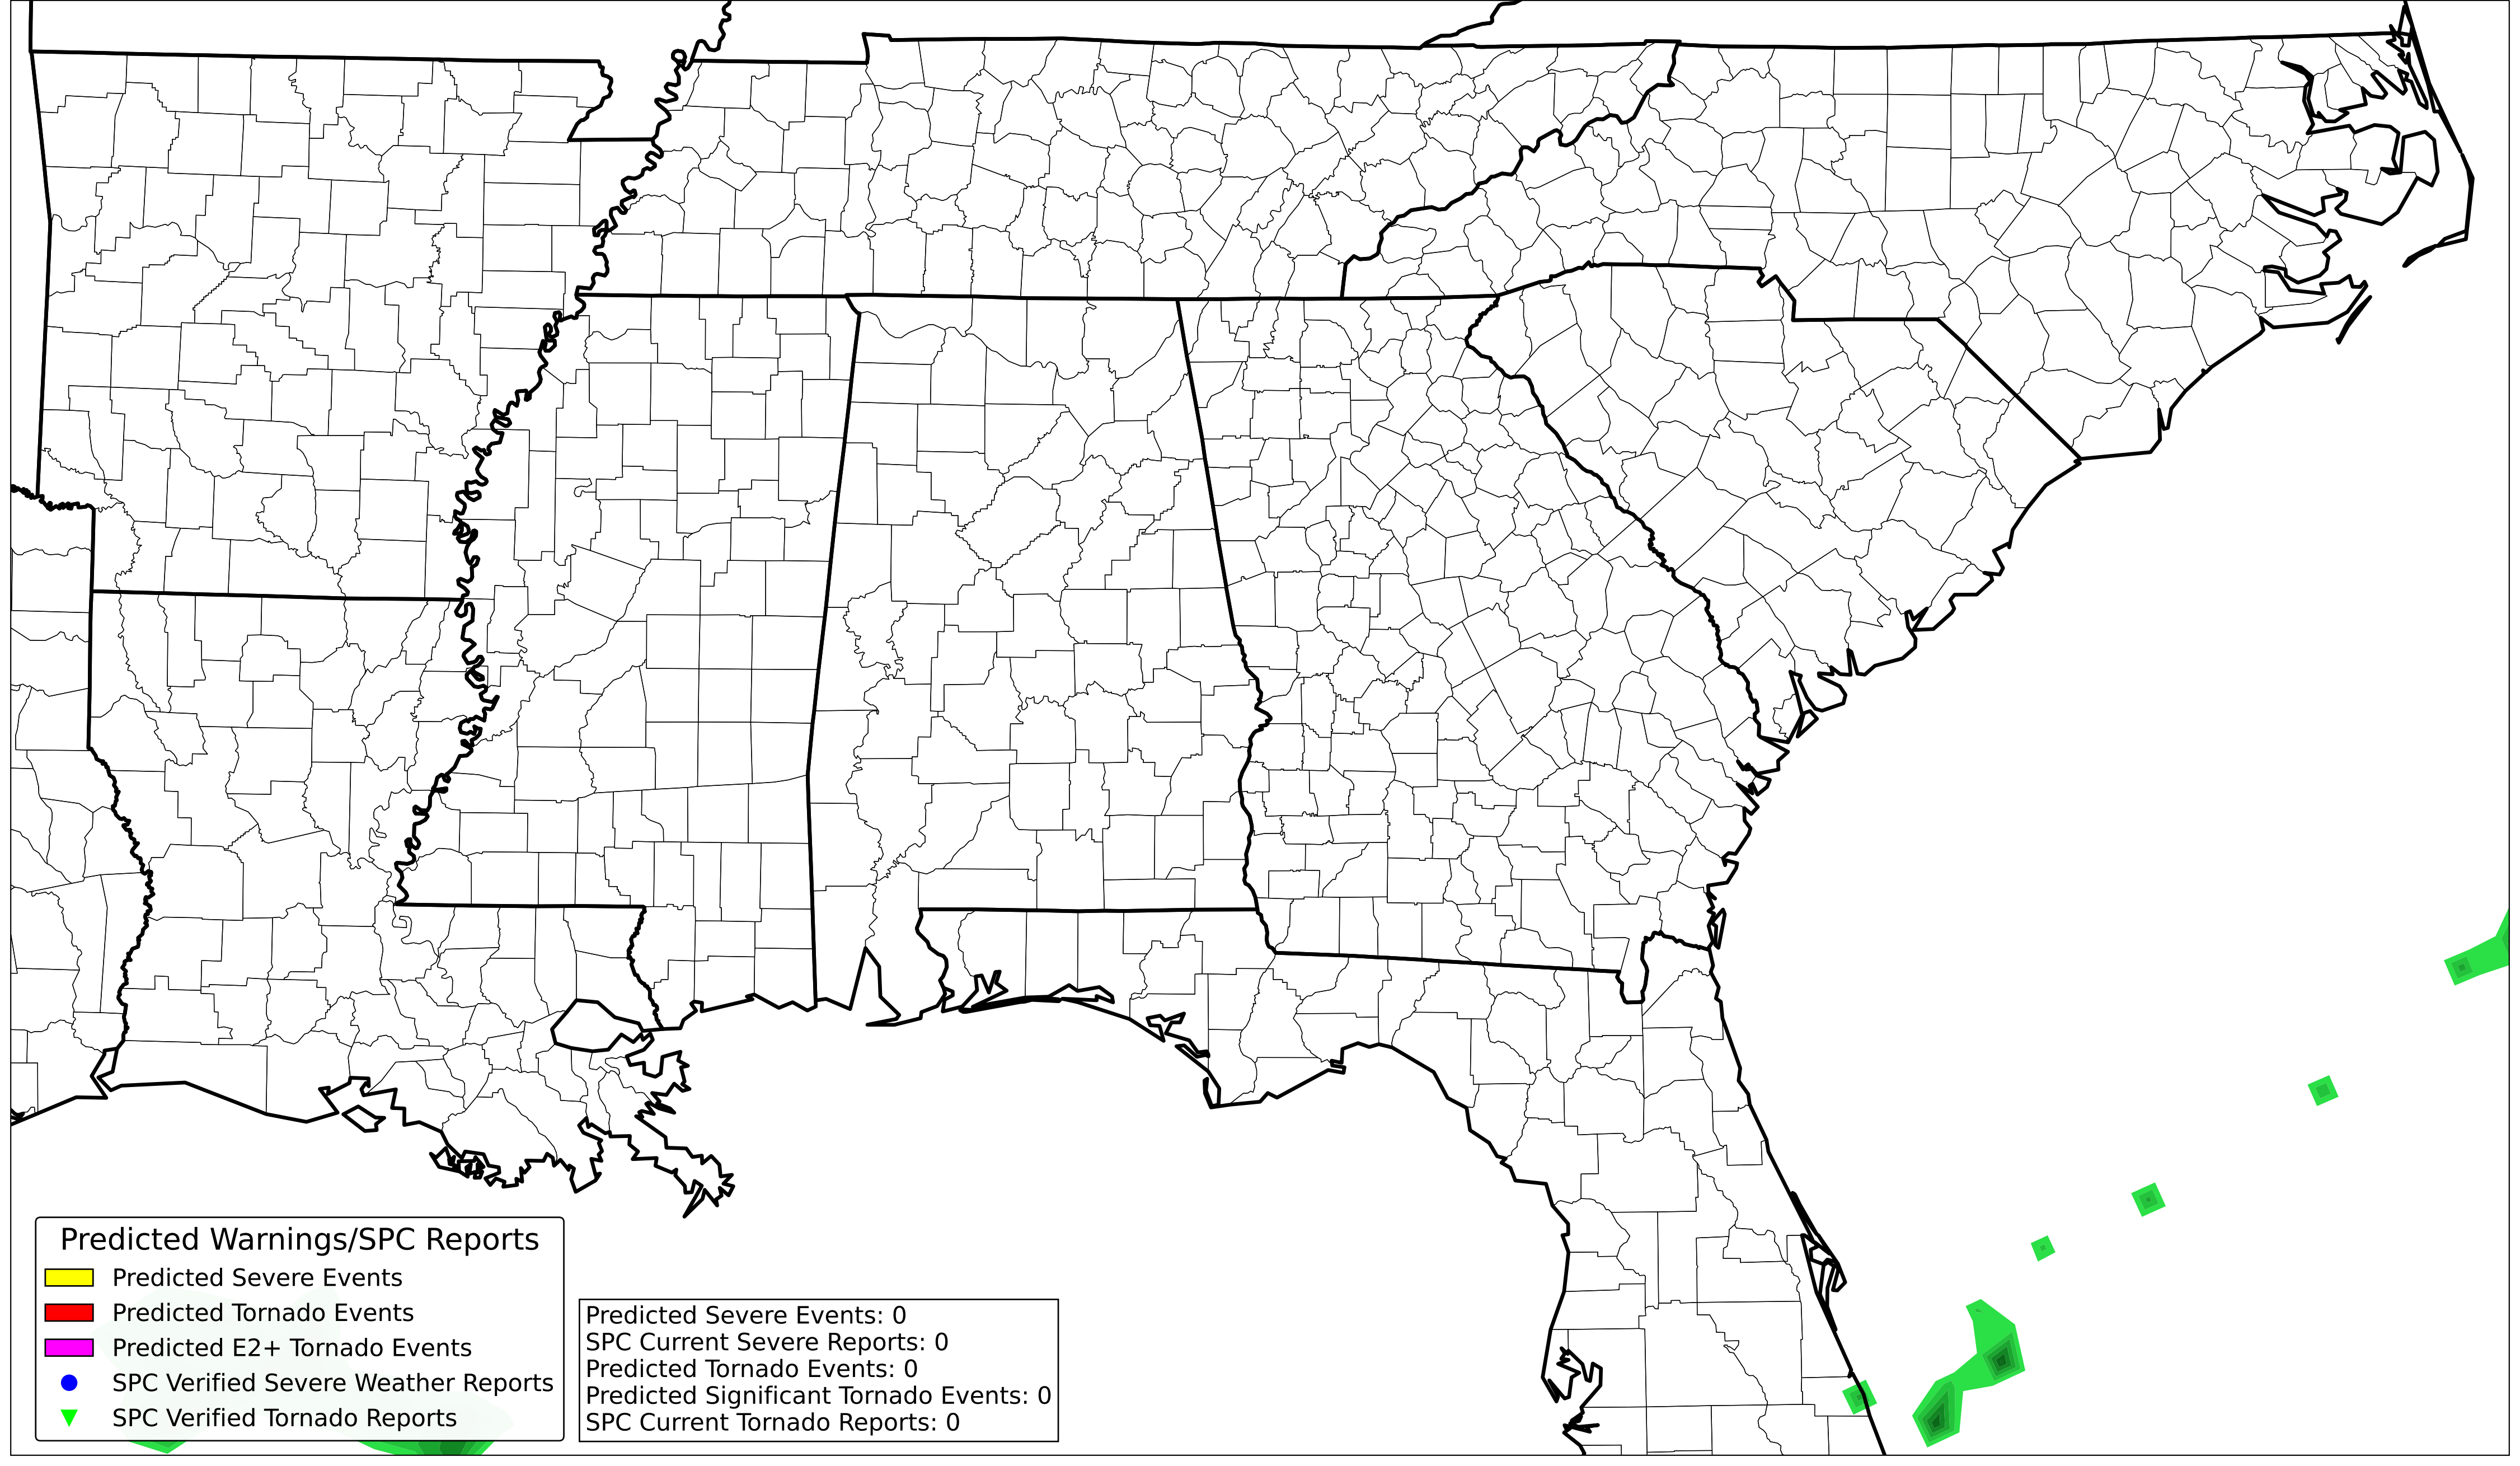 Predicted Warnings/SPC Reports
Predicted Severe Events
Predicted Tornado Events
Predicted E2+ Tornado Events
SPC Verified Severe Weather Reports
SPC Verified Tornado Reports
Predicted Severe Events: 0
SPC Current Severe Reports: 0
Predicted Tornado Events: 0
Predicted Significant Tornado Events: 0
SPC Current Tornado Reports: 0